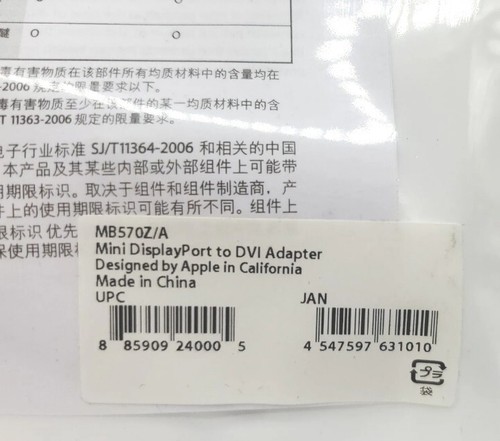 毒有害物质在该部件所有均质材料中的含量均在
-2006 规定的限量要求以下。
毒有害物质至少在该部件的某一均质材料中的含
T 11363-2006 规定的限量要求。
电子行业标准 SJ/T11364-2006 和相关的中国
本产品及其某些内部或外部组件上可能带
用期限标识。取决于组件和组件制造商，产
件上的使用期限标识可能有所不同。组件上
限标识 优先
保使用期限标
MB570Z/A
Mini DisplayPort to DVI Adapter
Designed by Apple in California
Made in China
UPC JAN
8 85909 24000 5 4 547597 631010
プラ
袋